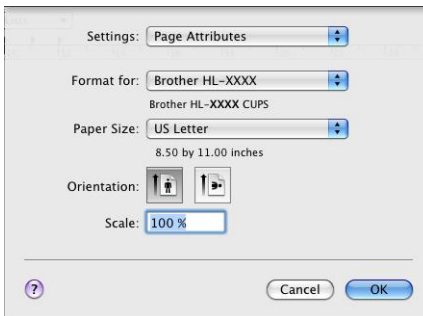 Settings: Page Attributes
Format for: Brother HL-XXXX
Brother HL-XXXX CUPS
Paper Size: US Letter
8.50 by 11.00 inches
Orientation:
Scale: 100 %
? Cancel OK